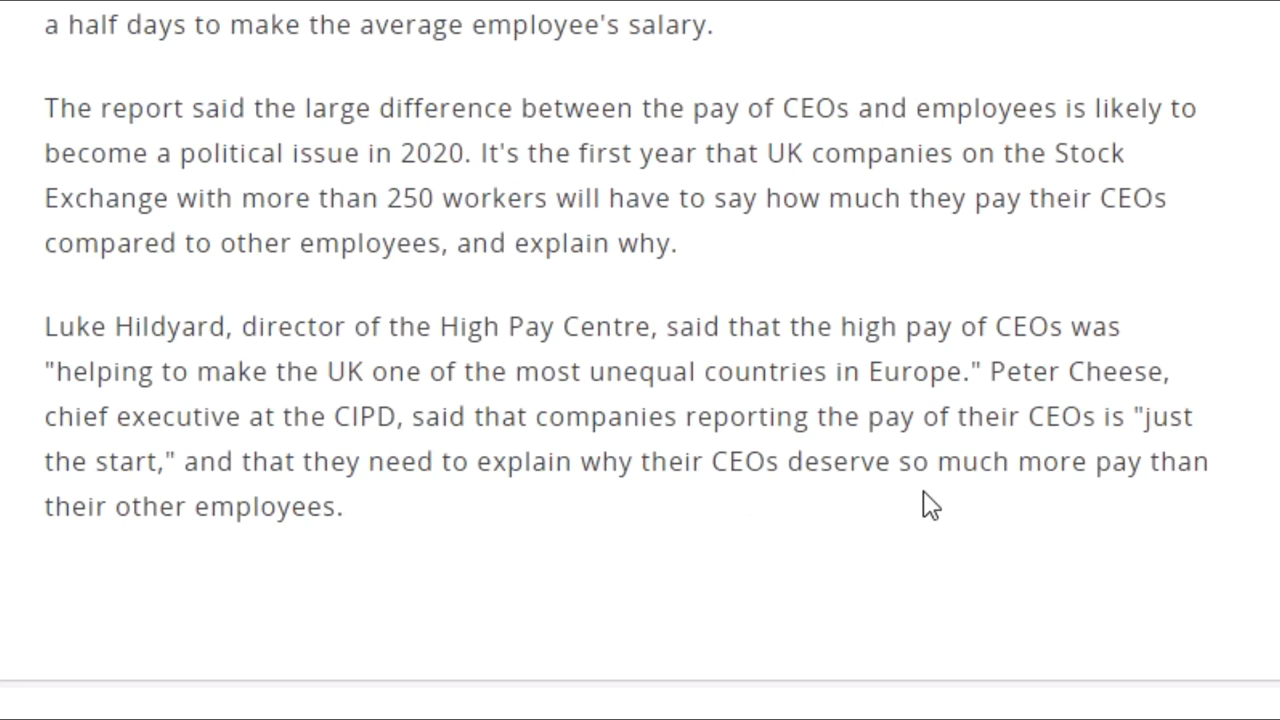 a half days to make the average employee's salary.
The report said the large difference between the pay of CEOs and employees is likely to
become a political issue in 2020. It's the first year that UK companies on the Stock
Exchange with more than 250 workers will have to say how much they pay their CEOs
compared to other employees, and explain why.
Luke Hildyard, director of the High Pay Centre, said that the high pay of CEOs was
"helping to make the UK one of the most unequal countries in Europe." Peter Cheese,
chief executive at the CIPD, said that companies reporting the pay of their CEOs is "just
the start," and that they need to explain why their CEOs deserve so much more pay than
their other employees.